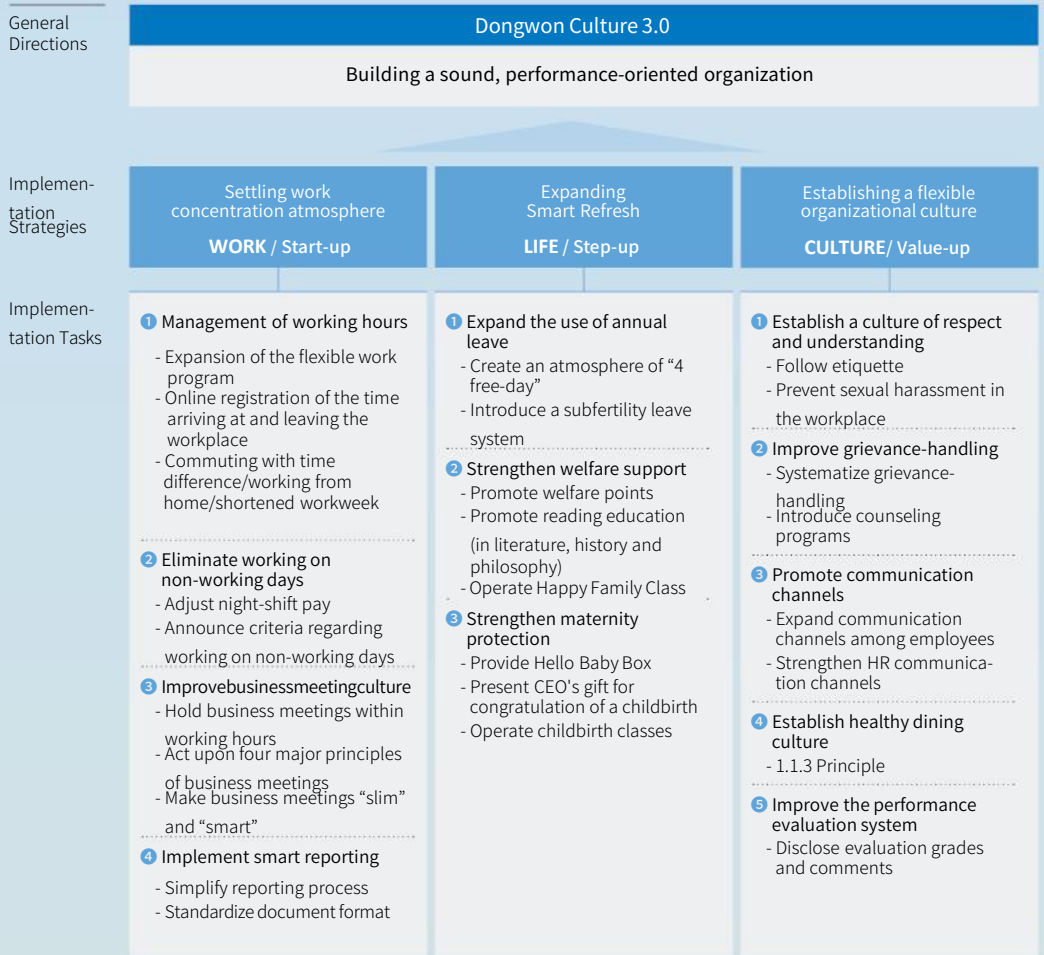 General
Directions
Dongwon Culture 3.0
Building a sound, performance-oriented organization
Implemen-
tation
Strategies
Settling work
concentration atmosphere
WORK / Start-up
Expanding
Smart Refresh
LIFE / Step-up
Establishing a flexible
organizational culture
CULTURE/ Value-up
Implemen-
tation Tasks
1 Management of working hours
- Expansion of the flexible work
program
- Online registration of the time
arriving at and leaving the
workplace
- Commuting with time
difference/working from
home/shortened workweek
2 Eliminate working on
non-working days
- Adjust night-shift pay
- Announce criteria regarding
working on non-working days
3 Improvebusinessmeetingculture
- Hold business meetings within
working hours
- Act upon four major principles
of business meetings
- Make business meetings “slim”
and “smart”
4 Implement smart reporting
- Simplify reporting process
- Standardize document format
1 Expand the use of annual
leave
- Create an atmosphere of “4
free-day”
- Introduce a subfertility leave
system
2 Strengthen welfare support
- Promote welfare points
- Promote reading education
(in literature, history and
philosophy)
- Operate Happy Family Class
3 Strengthen maternity
protection
- Provide Hello Baby Box
- Present CEO's gift for
congratulation of a childbirth
- Operate childbirth classes
1 Establish a culture of respect
and understanding
- Follow etiquette
- Prevent sexual harassment in
the workplace
2 Improve grievance-handling
- Systematize grievance-
handling
- Introduce counseling
programs
3 Promote communication
channels
- Expand communication
channels among employees
- Strengthen HR communica-
tion channels
4 Establish healthy dining
culture
- 1.1.3 Principle
5 Improve the performance
evaluation system
- Disclose evaluation grades
and comments